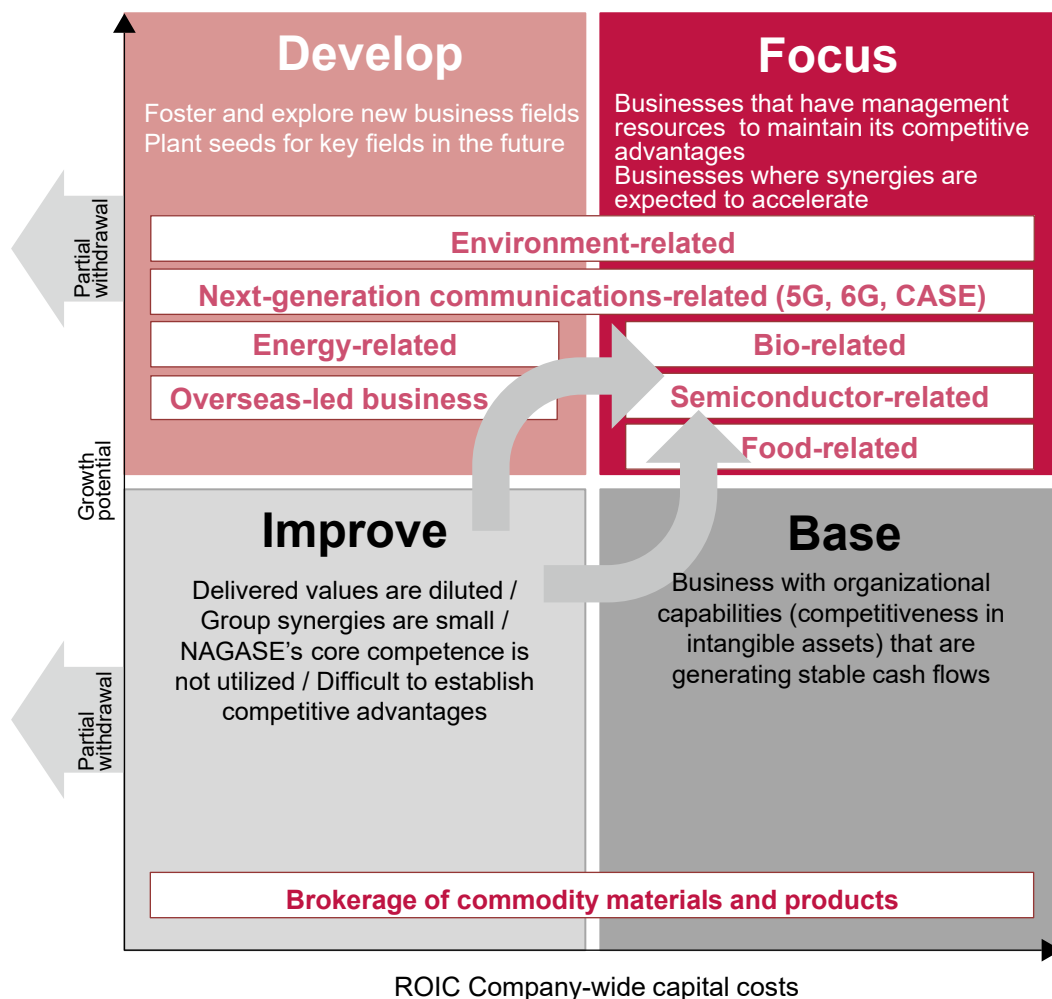 Develop
Foster and explore new business fields
Plant seeds for key fields in the future
Focus
Businesses that have management
resources to maintain its competitive
advantages
Businesses where synergies are
expected to accelerate
Partial
withdrawal
Environment-related
Next-generation communications-related (5G, 6G, CASE)
Energy-related
Bio-related
Overseas-led business
Semiconductor-related
Food-related
Growth
potential
Improve
Delivered values are diluted /
Group synergies are small /
NAGASE's core competence is
not utilized / Difficult to establish
competitive advantages
Base
Business with organizational
capabilities (competitiveness in
intangible assets) that are
generating stable cash flows
Partial
withdrawal
Brokerage of commodity materials and products
ROIC Company-wide capital costs